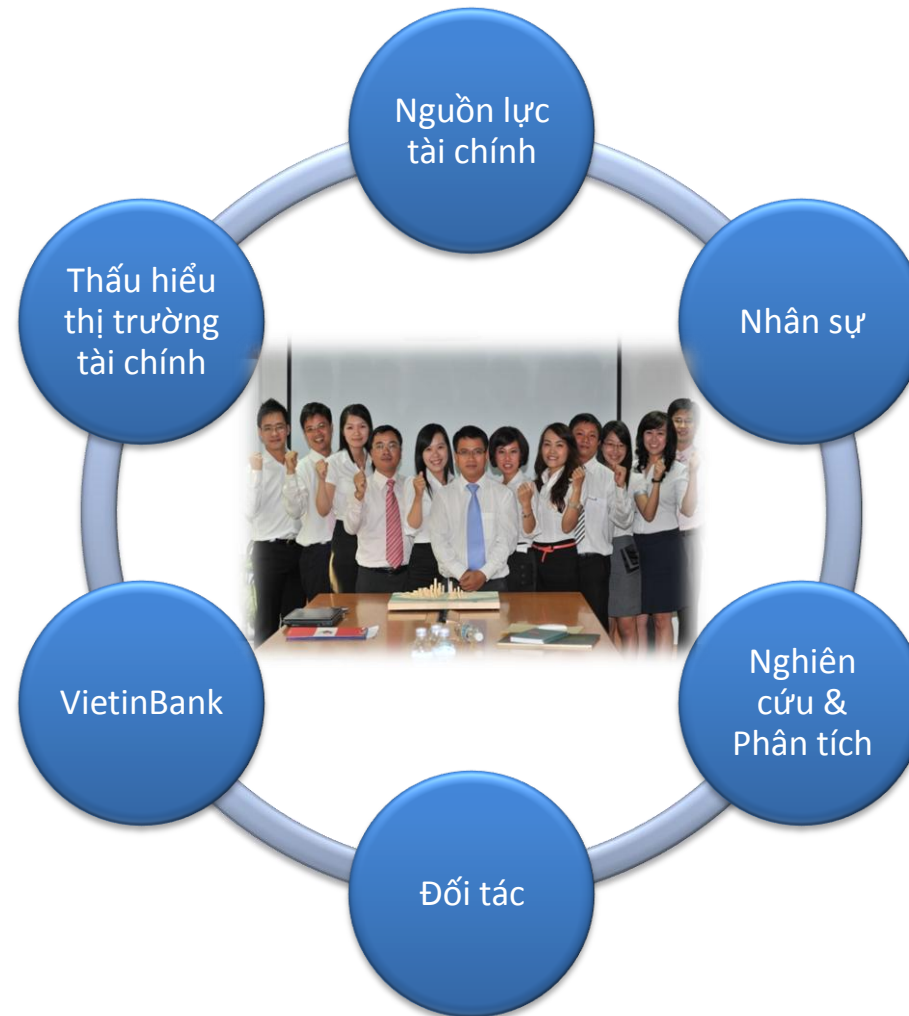 Nguồn lực
tài chính
Nhân sự
Nghiên
cứu &
Phân tích
Đối tác
VietinBank
Thấu hiểu
thị trường
tài chính